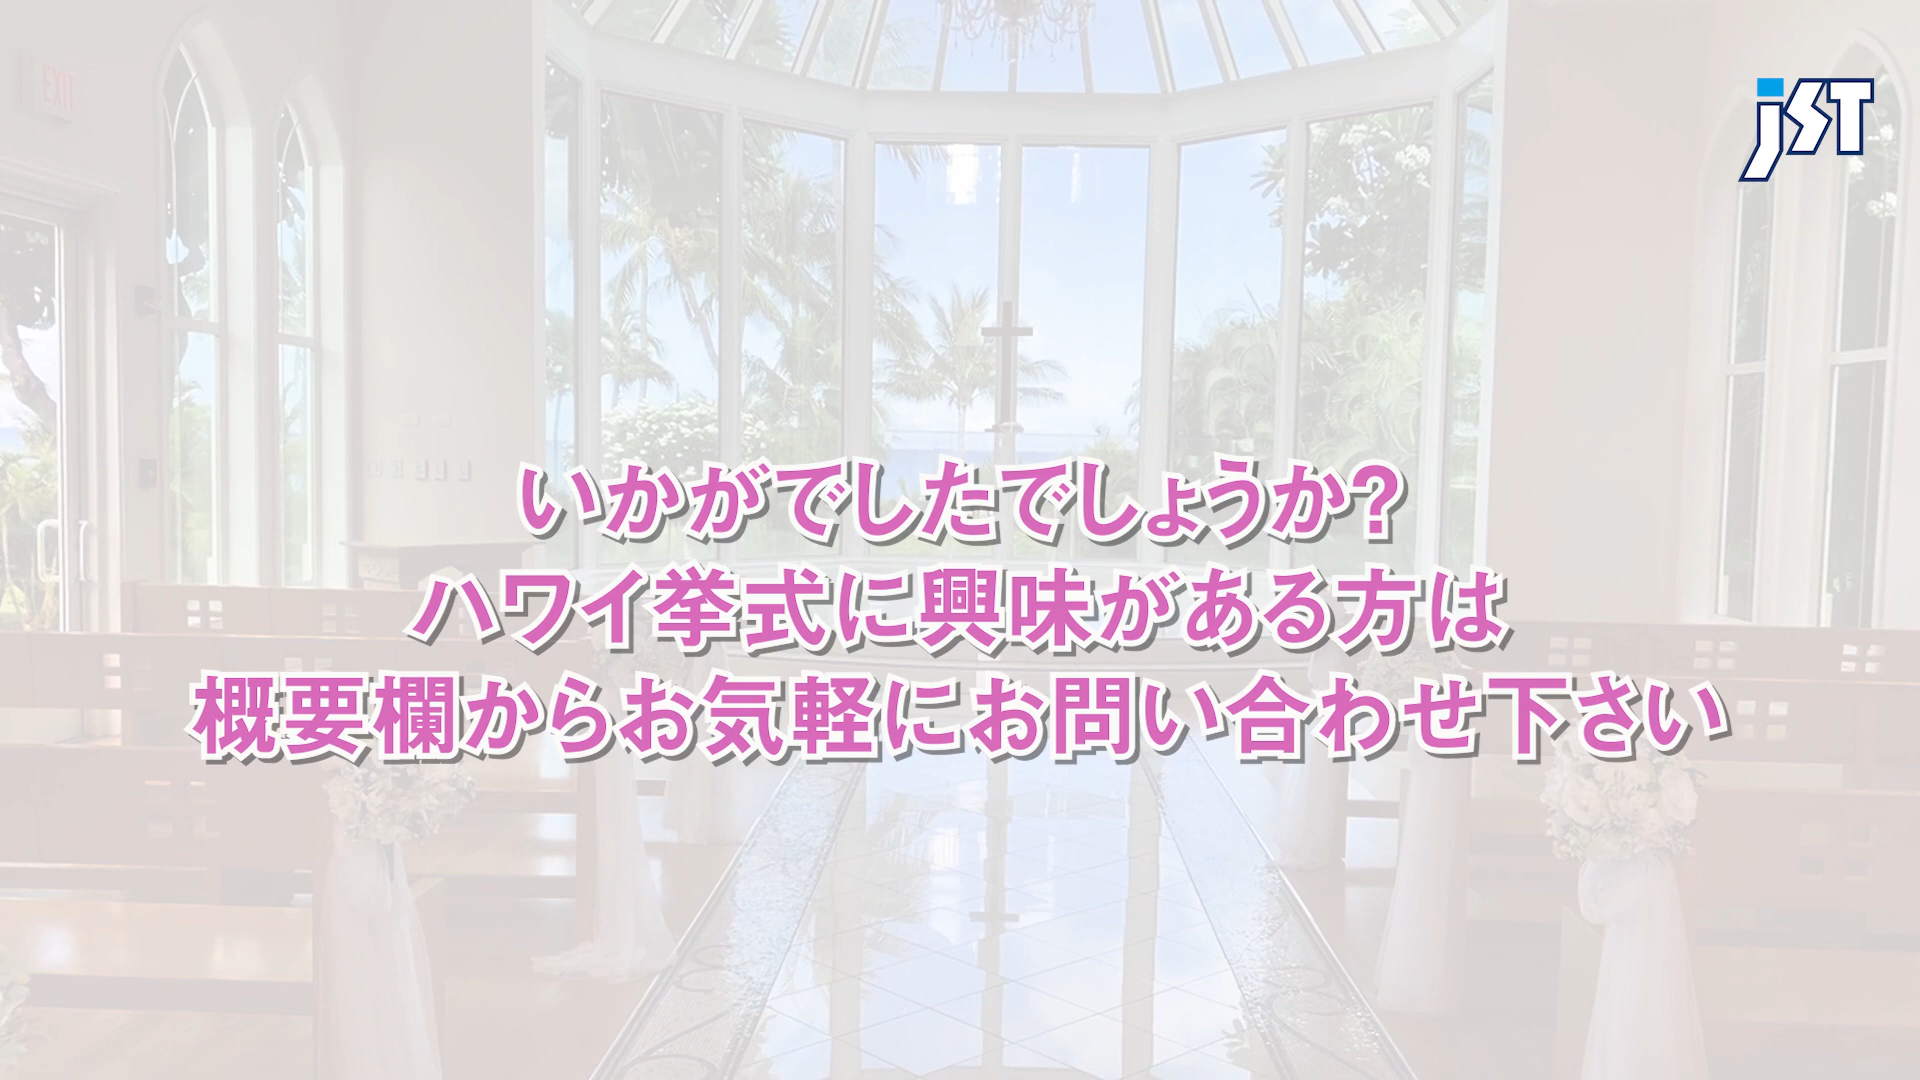 EXIT
jST
いかがでしたでしょうか?
ハワイ挙式に興味がある方は
概要欄からお気軽にお問い合わせ下さい